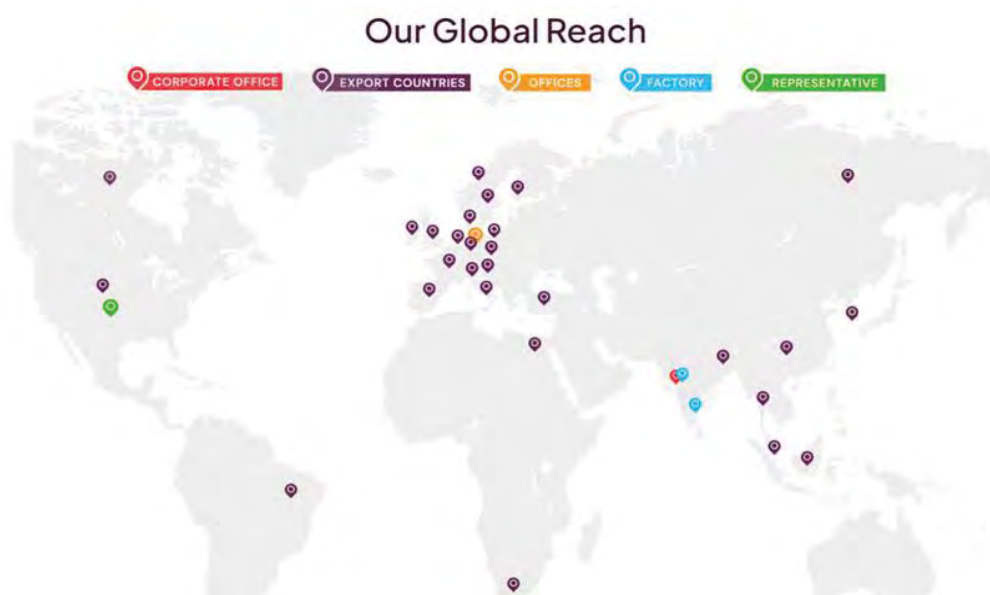 Our Global Reach
CORPORATE OFFICE EXPORT COUNTRIES OFFICES FACTORY REPRESENTATIVE